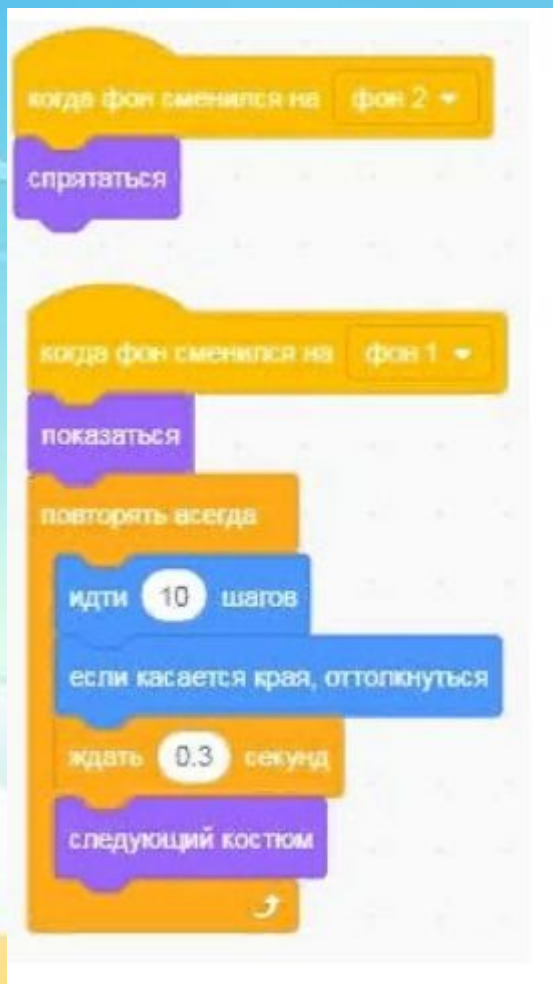 когда фон сменился на фон 2
спрятаться
когда фон сменился на фон 1
показаться
повторять всегда
идти 10 шагов
если касается края, оттолкнуться
ждать 0.3 секунд
следующий костюм